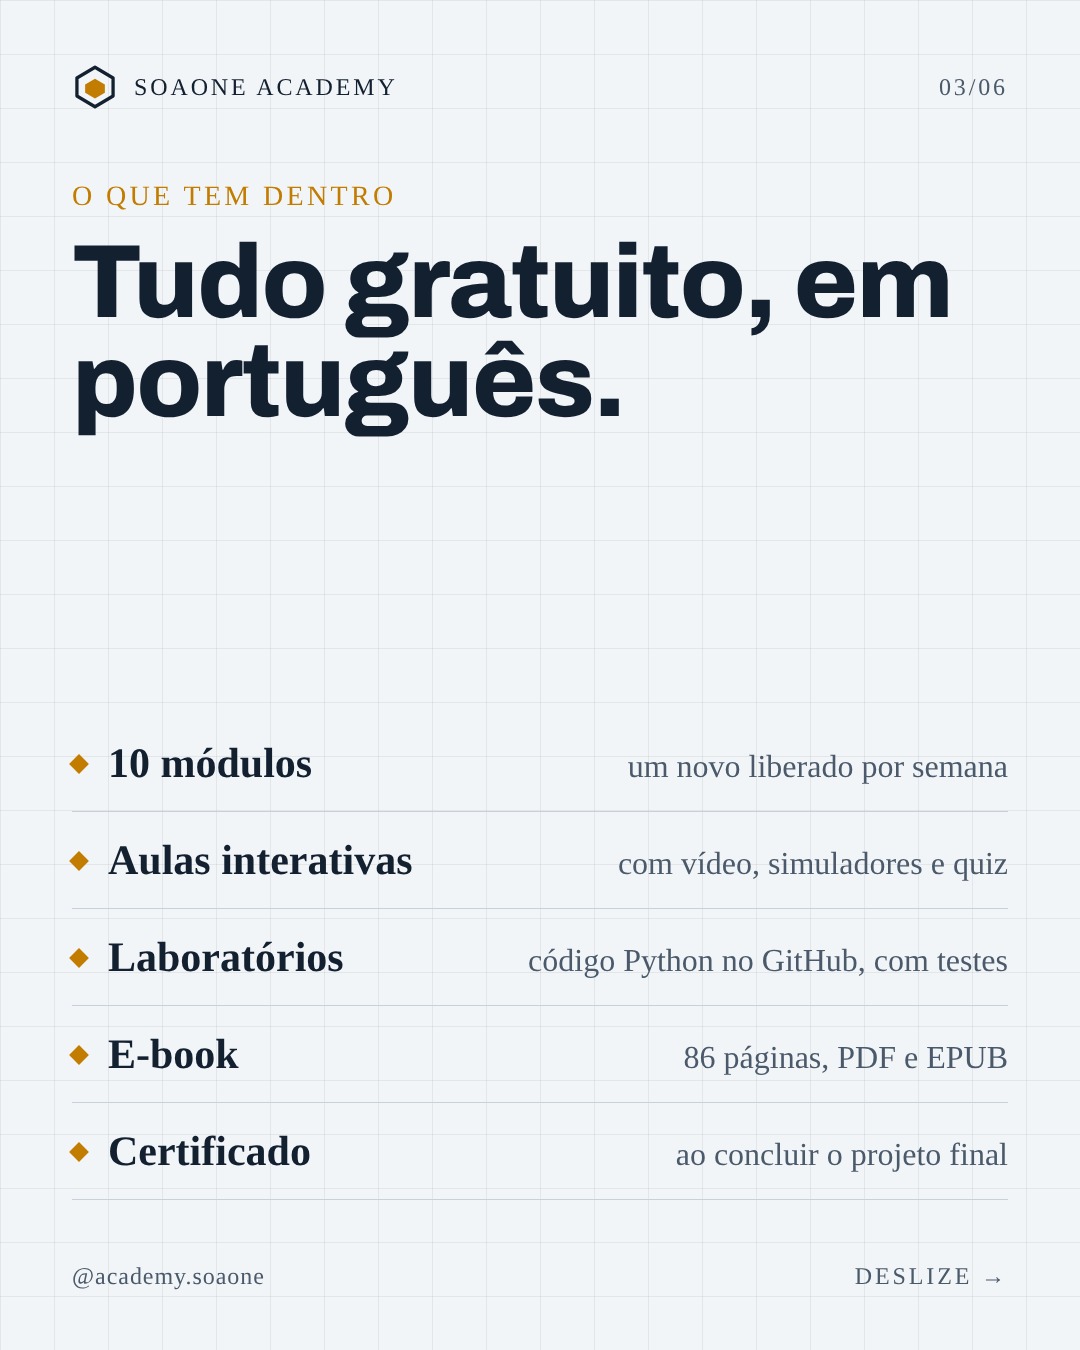 SOAONE ACADEMY
03/06
O QUE TEM DENTRO
Tudo gratuito, em
português.
10 módulos
um novo liberado por semana
Aulas interativas
com vídeo, simuladores e quiz
Laboratórios
código Python no GitHub, com testes
E-book
86 páginas, PDF e EPUB
Certificado
ao concluir o projeto final
@academy.soaone
DESLIZE →